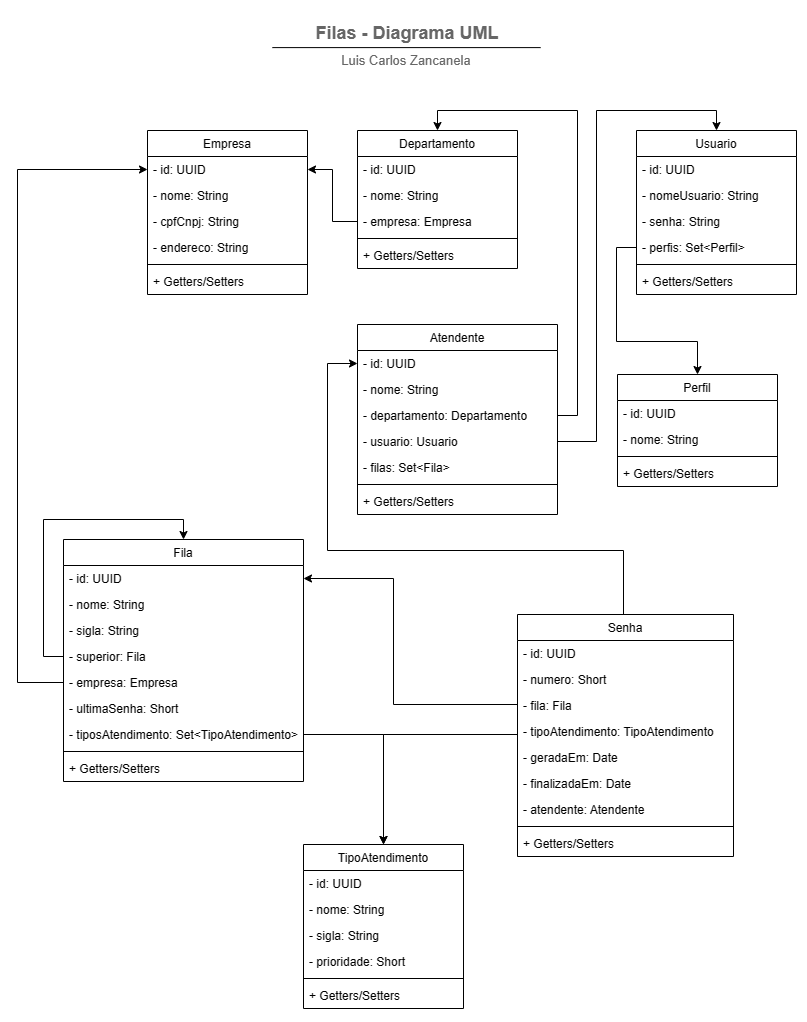 Filas - Diagrama UML
Luis Carlos Zancanela
Empresa
- id: UUID
- nome: String
- cpfCnpj: String
- endereco: String
+ Getters/Setters
Departamento
- id: UUID
- nome: String
- empresa: Empresa
+ Getters/Setters
Usuario
- id: UUID
- nomeUsuario: String
- senha: String
- perfis: Set<Perfil>
+ Getters/Setters
Atendente
- id: UUID
- nome: String
- departamento: Departamento
- usuario: Usuario
- filas: Set<Fila>
+ Getters/Setters
Perfil
- id: UUID
- nome: String
+ Getters/Setters
Fila
- id: UUID
- nome: String
- sigla: String
- superior: Fila
- empresa: Empresa
- ultimaSenha: Short
- tiposAtendimento: Set<TipoAtendimento>
+ Getters/Setters
Senha
- id: UUID
- numero: Short
- fila: Fila
- tipoAtendimento: TipoAtendimento
- geradaEm: Date
- finalizadaEm: Date
- atendente: Atendente
+ Getters/Setters
TipoAtendimento
- id: UUID
- nome: String
- sigla: String
- prioridade: Short
+ Getters/Setters